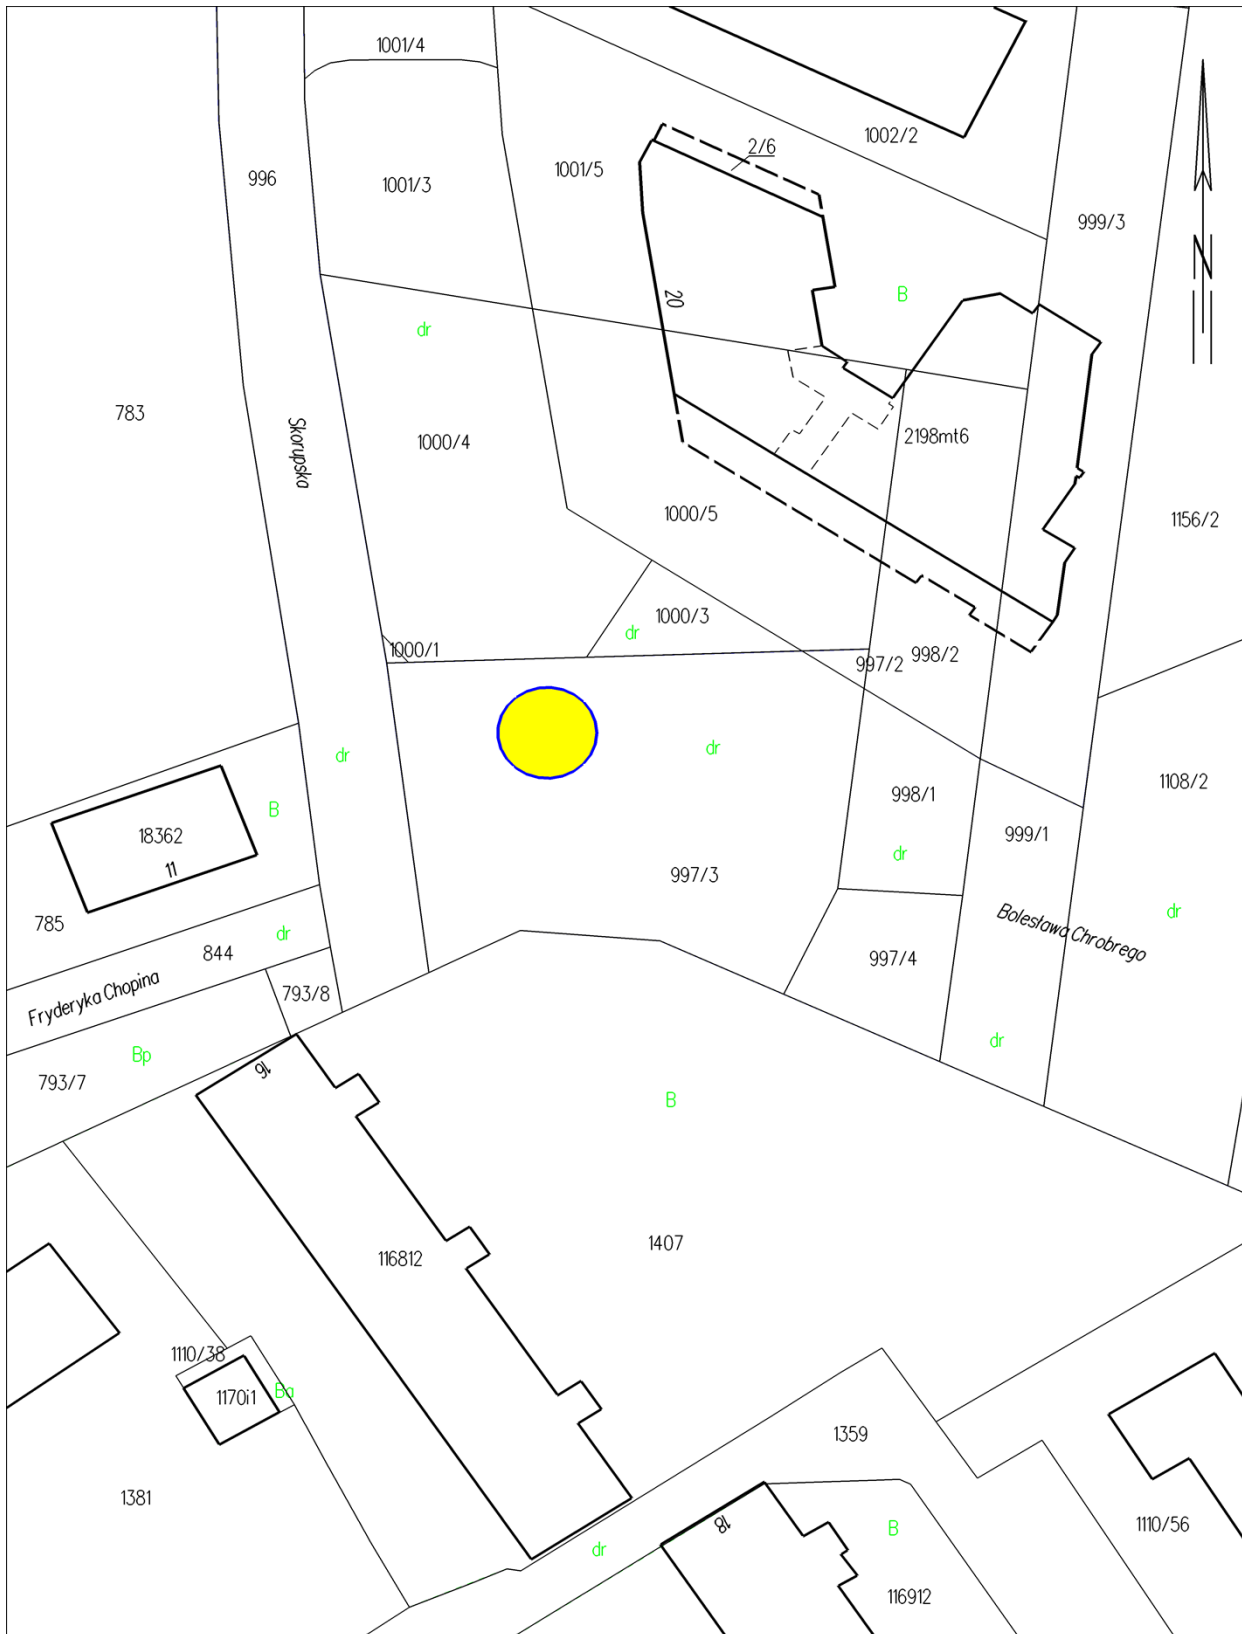 1001/4
1002/2
2/6
996
1001/3
1001/5
999/3
N
B
20
dr
783
1000/4
2198mt6
Skorupska
1000/5
1156/2
1000/3
dr
1000/1
998/2
997/2
dr
dr
1108/2
B
998/1
18362
999/1
11
dr
997/3
dr
Bolesława Chrobrego
785
dr
844
997/4
Fryderyka Chopina
793/8
dr
Bp
16
793/7
B
1407
116812
1110/38
1170i1
Ba
1359
1381
18
B
1110/56
dr
116912